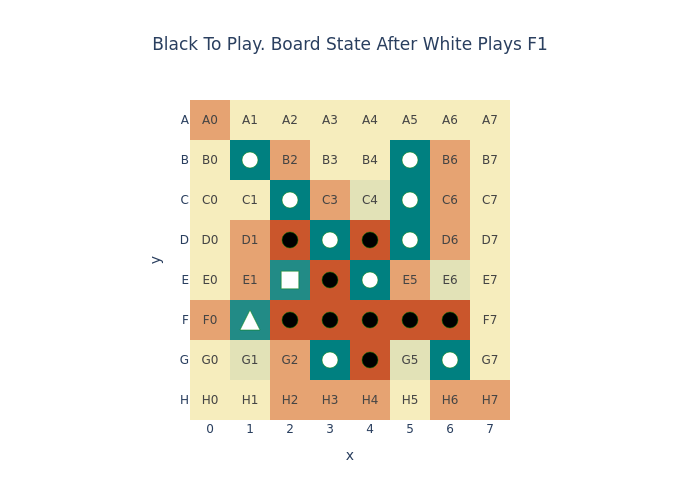 Black To Play. Board State After White Plays F1
A A0 A1 A2 A3 A4 A5 A6 A7
B B0 B2 B3 B4 B6 B7
C C0 C1 C3 C4 C6 C7
D D0 D1 D6 D7
y
E E0 E1 E5 E6 E7
F F0 F7
G G0 G1 G2 G5 G7
H H0 H1 H2 H3 H4 H5 H6 H7
0 1 2 3 4 5 6 7
x